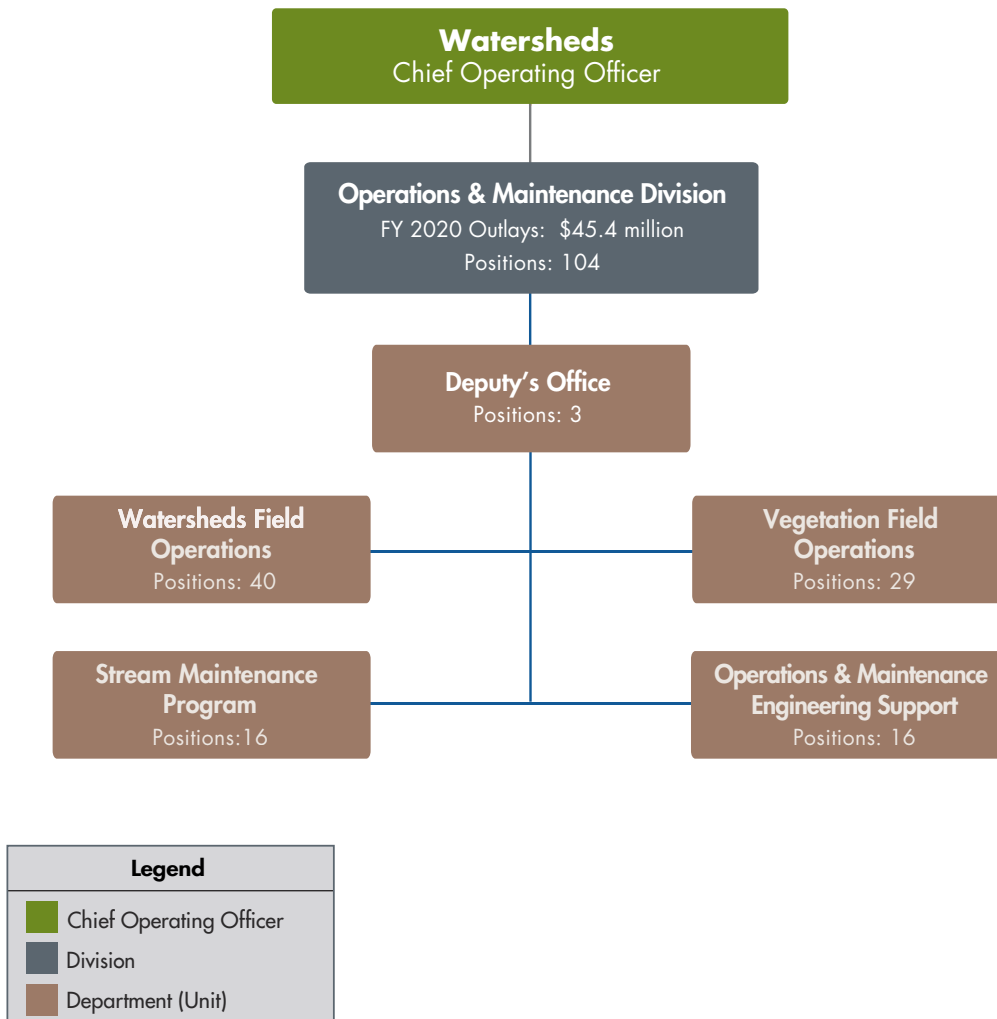 Watersheds
Chief Operating Officer
Operations & Maintenance Division
FY 2020 Outlays: $45.4 million
Positions: 104
Deputy's Office
Positions: 3
Watersheds Field
Operations
Positions: 40
Vegetation Field
Operations
Positions: 29
Stream Maintenance
Program
Positions:16
Operations & Maintenance
Engineering Support
Positions: 16
Legend
Chief Operating Officer
Division
Department (Unit)